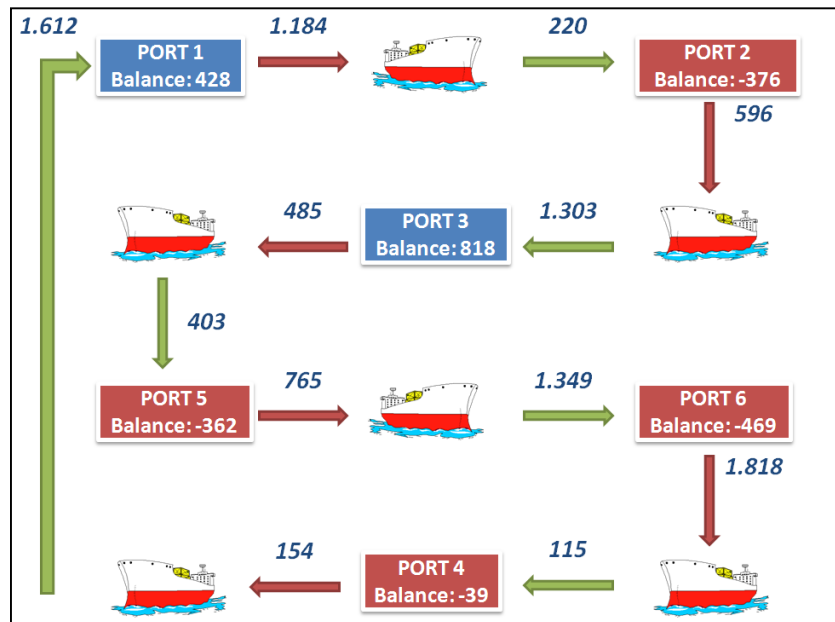 1.612
PORT 1
Balance: 428
1.184
220
PORT 2
Balance: -376
596
485
PORT 3
Balance: 818
1.303
403
PORT 5
Balance: -362
765
1.349
PORT 6
Balance: -469
1.818
154
PORT 4
Balance: -39
115